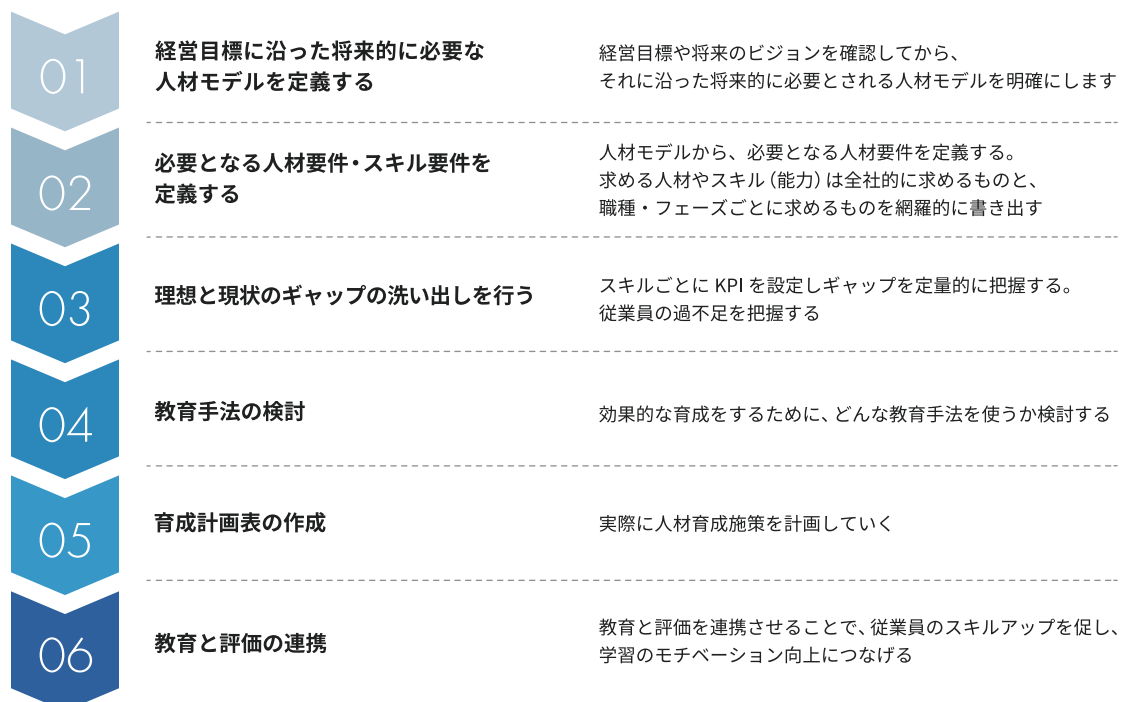 01
経営目標に沿った将来的に必要な
人材モデルを定義する
経営目標や将来のビジョンを確認してから、
それに沿った将来的に必要とされる人材モデルを明確にします
02
必要となる人材要件・スキル要件を
定義する
人材モデルから、必要となる人材要件を定義する。
求める人材やスキル（能力）は全社的に求めるものと、
職種・フェーズごとに求めるものを網羅的に書き出す
03
理想と現状のギャップの洗い出しを行う
スキルごとに KPI を設定しギャップを定量的に把握する。
従業員の過不足を把握する
04
教育手法の検討
効果的な育成をするために、どんな教育手法を使うか検討する
05
育成計画表の作成
実際に人材育成施策を計画していく
06
教育と評価の連携
教育と評価を連携させることで、従業員のスキルアップを促し、
学習のモチベーション向上につなげる